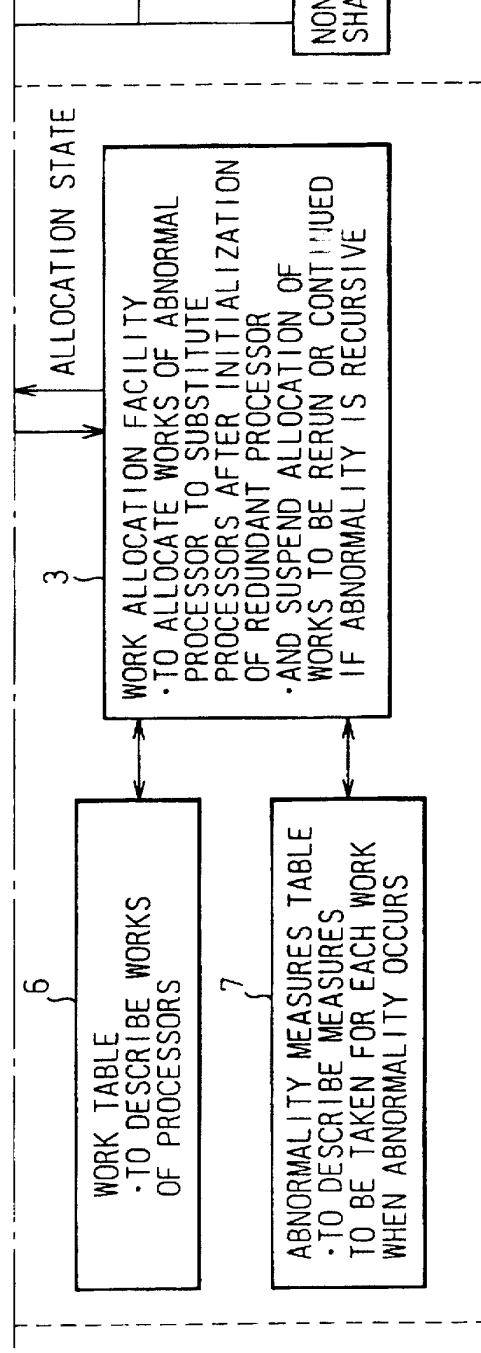 6
WORK TABLE
·TO DESCRIBE WORKS
OF PROCESSORS
7
ABNORMALITY MEASURES TABLE
·TO DESCRIBE MEASURES
TO BE TAKEN FOR EACH WORK
WHEN ABNORMALITY OCCURS
3
WORK ALLOCATION FACILITY
·TO ALLOCATE WORKS OF ABNORMAL
PROCESSOR TO SUBSTITUTE
PROCESSORS AFTER INITIALIZATION
OF REDUNDANT PROCESSOR
·AND SUSPEND ALLOCATION OF
WORKS TO BE RERUN OR CONTINUED
IF ABNORMALITY IS RECURSIVE
ALLOCATION STATE
NON
SHA